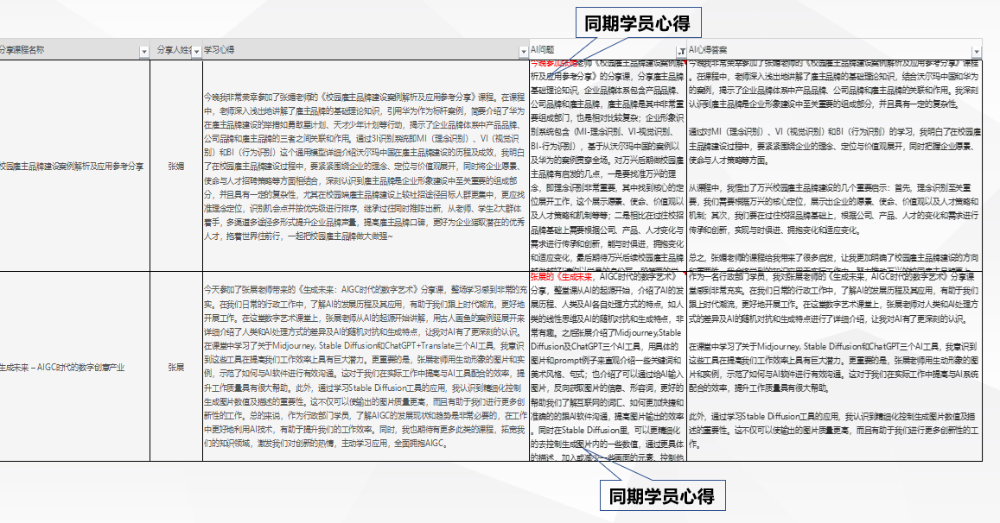 同期学员心得
分享课程名称
分享人姓名
学习心得
AI问题
AI心得答案
校园雇主品牌建设案例解析及应用参考分享
张媚
今晚我非常荣幸参加了张媚老师的《校园雇主品牌建设案例解析及应用参考分享》课程。在课程
中，老师深入浅出地讲解了雇主品牌的基础理论知识，引用华为作为标杆案例，简要介绍了华为
在雇主品牌建设的举措如勇敢星计划、天才少年计划等行动，揭示了企业品牌体系中产品品牌、
公司品牌和雇主品牌的三者之间关联和作用。通过3I识别系统即MI（理念识别）、VI（视觉识
别）和BI（行为识别）这个通用模型详细介绍沃尔玛中国在雇主品牌建设的历程及成效，我明白
了在校园雇主品牌建设过程中，要紧紧围绕企业的理念、定位与价值观展开，同时将企业愿景、
使命与人才招聘策略等方面相结合，深刻认识到雇主品牌是企业形象建设中至关重要的组成部
分，并且具有一定的复杂性，尤其在校园端雇主品牌建设上较社招途径目标人群更集中，更应找
准理念定位，识别机会点并按优先级进行排序，继承过往同时推陈出新，从老师、学生2大群体
着手，多渠道多途径多形式提升企业品牌声量，提高雇主品牌口碑，更好为企业猎取潜在的优秀
人才，抱着世界往前行，一起把校园雇主品牌做大做强~
今晚参加张媚老师《校园雇主品牌建设案例解
析及应用参考分享》的分享课，分享雇主品牌
基础理论知识，企业品牌体系包含产品品牌、
公司品牌和雇主品牌，雇主品牌是其中非常重
要组成部门，也是相对比较复杂；企业形象识
别系统包含（MI-理念识别、VI-视觉识别、
BI-行为识别），基于从沃尔玛中国的案例以
及华为的案例贯穿全场。对万兴后期做校园雇
主品牌有启发的几点，一是要找准万兴的理
念，即理念识别非常重要，其中找到核心的定
位展开工作，这个展示愿景、使命、价值观以
及人才策略和机制等等；二是相比在过往校招
品牌基础上需要根据公司、产品、人才变化与
需求进行传承和创新，能与时俱进，拥抱变化
和适应变化，最后期待万兴后续校园雇主品牌
今晚我非常荣幸参加了张媚老师的《校园雇主品牌建设案例解析及应用参考分享》课程
。在课程中，老师深入浅出地讲解了雇主品牌的基础理论知识，结合沃尔玛中国和华为
的案例，揭示了企业品牌体系中产品品牌、公司品牌和雇主品牌的关联和作用。我深刻
认识到雇主品牌是企业形象建设中至关重要的组成部分，并且具有一定的复杂性。
通过对MI（理念识别）、VI（视觉识别）和BI（行为识别）的学习，我明白了在校园雇
主品牌建设过程中，要紧紧围绕企业的理念、定位与价值观展开，同时把握企业愿景、
使命与人才策略等方面。
从课程中，我悟出了万兴校园雇主品牌建设的几个重要启示：首先，理念识别至关重
要，我们需要根据万兴的核心定位，展示出企业的愿景、使命、价值观以及人才策略和
机制；其次，我们要在过往校招品牌基础上，根据公司、产品、人才的变化和需求进行
传承和创新，实现与时俱进、拥抱变化和适应变化。
总之，张媚老师的课程给我带来了很多启发，让我更加明确了校园雇主品牌建设的方向
生成未来 – AIGC时代的数字创意产业
张展
今天参加了张展老师带来的《生成未来：AIGC时代的数字艺术》分享课，整场学习感到非常的充
实。在我们日常的行政工作中，了解AI的发展历程及其应用，有助于我们跟上时代潮流，更好地
开展工作。在这堂数字艺术课堂上，张展老师从AI的起源开始讲解，用古人画鱼的案例延展开来
详细介绍了人类和AI处理方式的差异及AI的随机对抗和生成特点，让我对AI有了更深刻的认识。
在课堂中学习了关于Midjourney, Stable Diffusion和ChatGPT+Translate三个AI工具，我意识
到这些工具在提高我们工作效率上具有巨大潜力。更重要的是，张展老师用生动形象的图片和实
例，示范了如何与AI软件进行有效沟通。这对于我们在实际工作中提高与AI工具配合的效率，提
升工作质量具有很大帮助。此外，通过学习Stable Diffusion工具的应用，我认识到精细化控制
生成图片数值及描述的重要性。这不仅可以使输出的图片质量更高，而且有助于我们进行更多创
新性的工作。总的来说，作为行政部门学员，了解AIGC的发展现状和趋势是非常必要的，在工作
中更好地利用AI技术，有助于提升我们的工作效率。同时，我也期待有更多此类的课程，拓宽我
们的知识领域，激发我们对创新的热情，主动学习应用，全面拥抱AIGC。
张展的《生成未来，AIGC时代的数字艺术》
分享，整堂课从AI的起源开始，介绍了AI的发
展历程、人类及AI各自处理方式的特点，如人
类的线性思维及AI的随机对抗和生成特点，非
常有趣。之后张展介绍了Midjourney,Stable
Diffusion及ChatGPT三个AI工具，用具体的
图片和prompt例子来直观介绍一些关键词和
美术风格、句式；也介绍了可以通过给AI输入
图片，反向获取图片的信息、形容词，更好的
帮助我们了解互联网的词汇、如何更加快捷和
准确的的跟AI软件沟通，提高图片输出的效率
。同时在Stable Diffusion里，可以更精细化
的去控制生成图片内的一些数值，通过更具体
的描述，加入或减少一些画面的元素。控制他
作为一名行政部门学员，我对张展老师的《生成未来，AIGC时代的数字艺术》分享课
堂感到非常充实。在我们日常的行政工作中，了解AI的发展历程及其应用，有助于我们
跟上时代潮流，更好地开展工作。在这堂数字艺术课堂上，张展老师对人类和AI处理方
式的差异及AI的随机对抗和生成特点进行了详细介绍，让我对AI有了更深刻的认识。
在课堂中学习了关于Midjourney, Stable Diffusion和ChatGPT三个AI工具，我意识到
这些工具在提高我们工作效率上具有巨大潜力。更重要的是，张展老师用生动形象的图
片和实例，示范了如何与AI软件进行有效沟通。这对于我们在实际工作中提高与AI系统
配合的效率，提升工作质量具有很大帮助。
此外，通过学习Stable Diffusion工具的应用，我认识到精细化控制生成图片数值及描
述的重要性。这不仅可以使输出的图片质量更高，而且有助于我们进行更多创新性的工
作。
同期学员心得